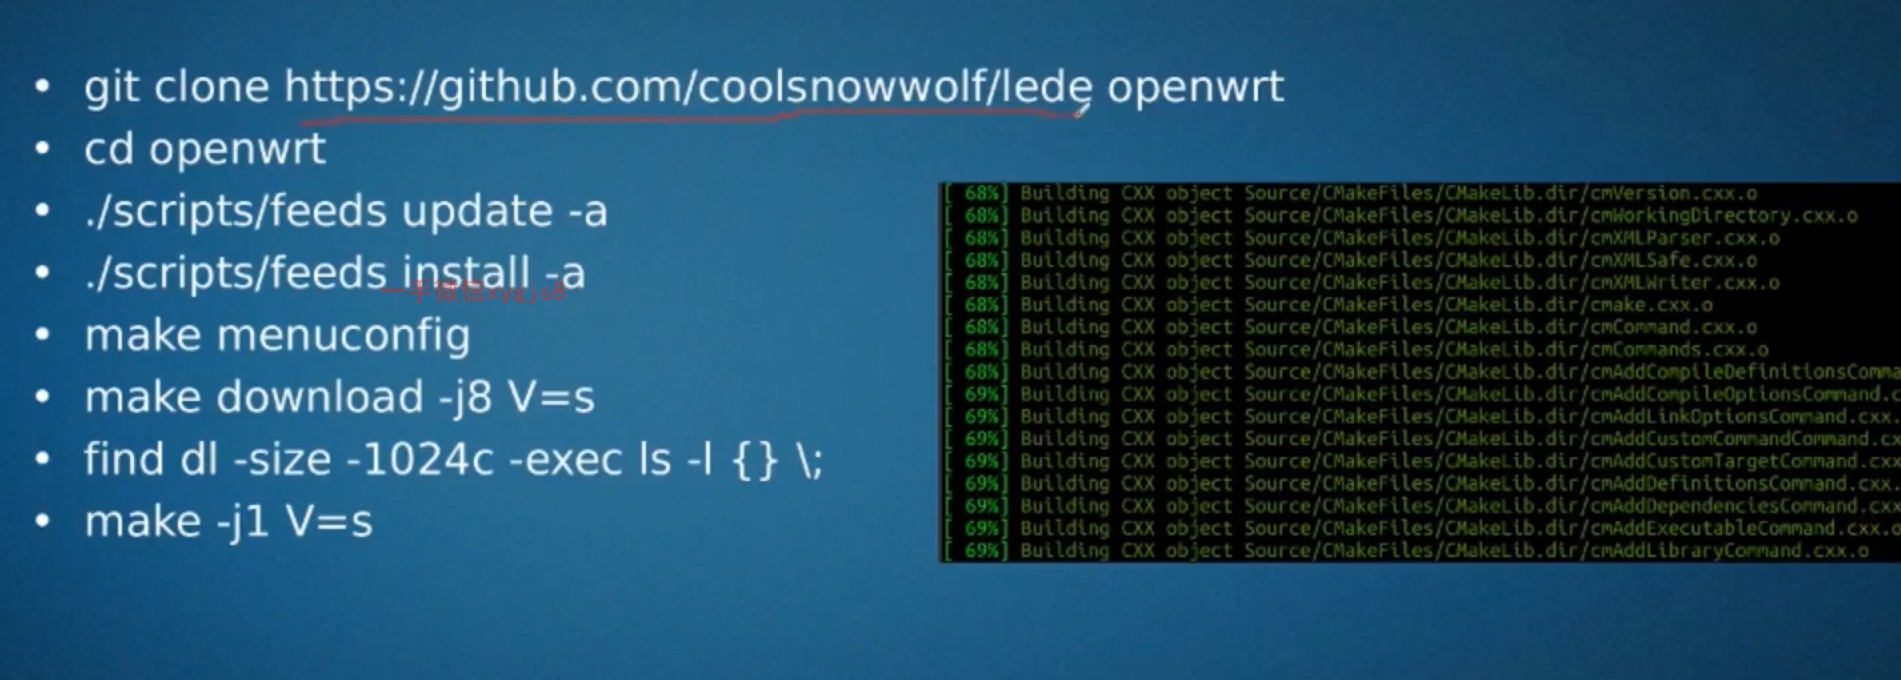 • git clone https://github.com/coolsnowwolf/lede openwrt
• cd openwrt
• ./scripts/feeds update -a
• ./scripts/feeds install -a
• make menuconfig
• make download -j8 V=s
• find dl -size -1024c -exec ls -l {} \;
• make -j1 V=s
[ 68%] Building CXX object Source/CMakeFiles/CMakeLib.dir/cmVersion.cxx.o
[ 68%] Building CXX object Source/CMakeFiles/CMakeLib.dir/cmWorkingDirectory.cxx.o
[ 68%] Building CXX object Source/CMakeFiles/CMakeLib.dir/cmXMLParser.cxx.o
[ 68%] Building CXX object Source/CMakeFiles/CMakeLib.dir/cmXMLSafe.cxx.o
[ 68%] Building CXX object Source/CMakeFiles/CMakeLib.dir/cmXMLWriter.cxx.o
[ 68%] Building CXX object Source/CMakeFiles/CMakeLib.dir/cmake.cxx.o
[ 68%] Building CXX object Source/CMakeFiles/CMakeLib.dir/cmCommand.cxx.o
[ 68%] Building CXX object Source/CMakeFiles/CMakeLib.dir/cmCommands.cxx.o
[ 68%] Building CXX object Source/CMakeFiles/CMakeLib.dir/cmAddCompileDefinitionsComma
[ 69%] Building CXX object Source/CMakeFiles/CMakeLib.dir/cmAddCompileOptionsCommand.c
[ 69%] Building CXX object Source/CMakeFiles/CMakeLib.dir/cmAddLinkOptionsCommand.cxx.
[ 69%] Building CXX object Source/CMakeFiles/CMakeLib.dir/cmAddCustomCommandCommand.cx
[ 69%] Building CXX object Source/CMakeFiles/CMakeLib.dir/cmAddCustomTargetCommand.cxx
[ 69%] Building CXX object Source/CMakeFiles/CMakeLib.dir/cmAddDefinitionsCommand.cxx.
[ 69%] Building CXX object Source/CMakeFiles/CMakeLib.dir/cmAddDependenciesCommand.cxx
[ 69%] Building CXX object Source/CMakeFiles/CMakeLib.dir/cmAddExecutableCommand.cxx.o
[ 69%] Building CXX object Source/CMakeFiles/CMakeLib.dir/cmAddLibraryCommand.cxx.o